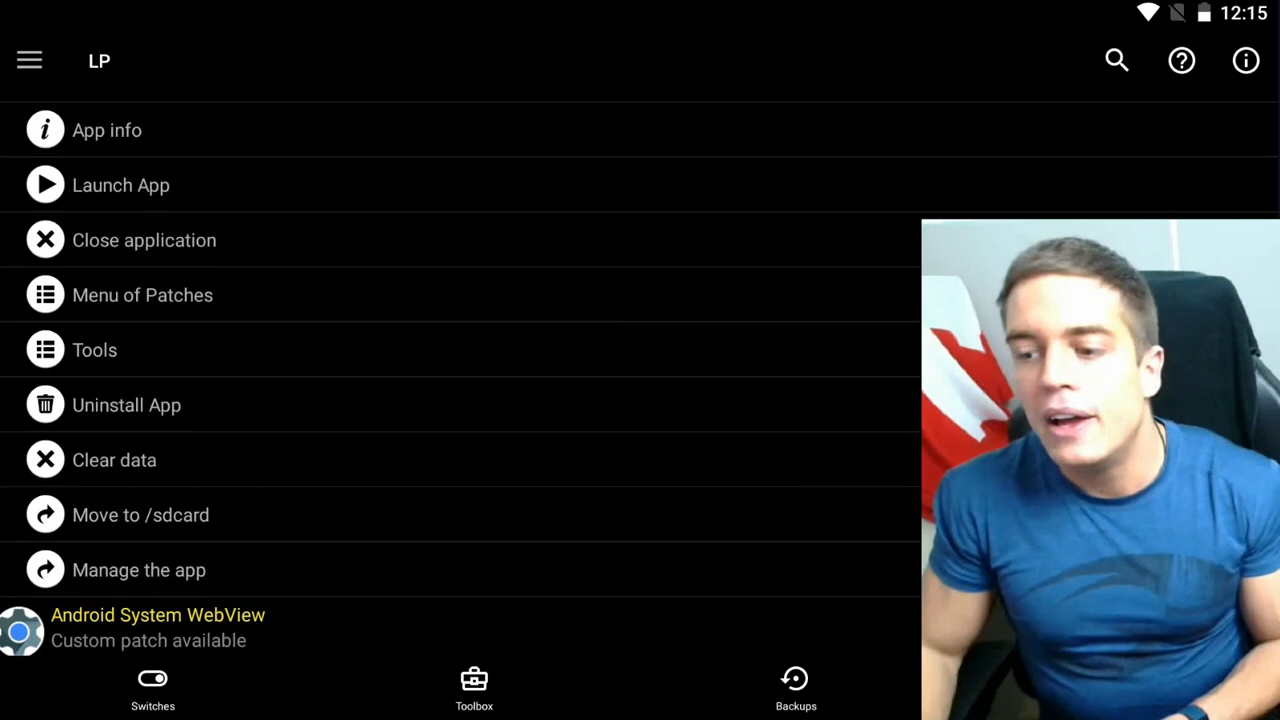 12:15
LP
App info
Launch App
Close application
Menu of Patches
Tools
Uninstall App
Clear data
Move to /sdcard
Manage the app
Android System WebView
Custom patch available
Switches
Toolbox
Backups